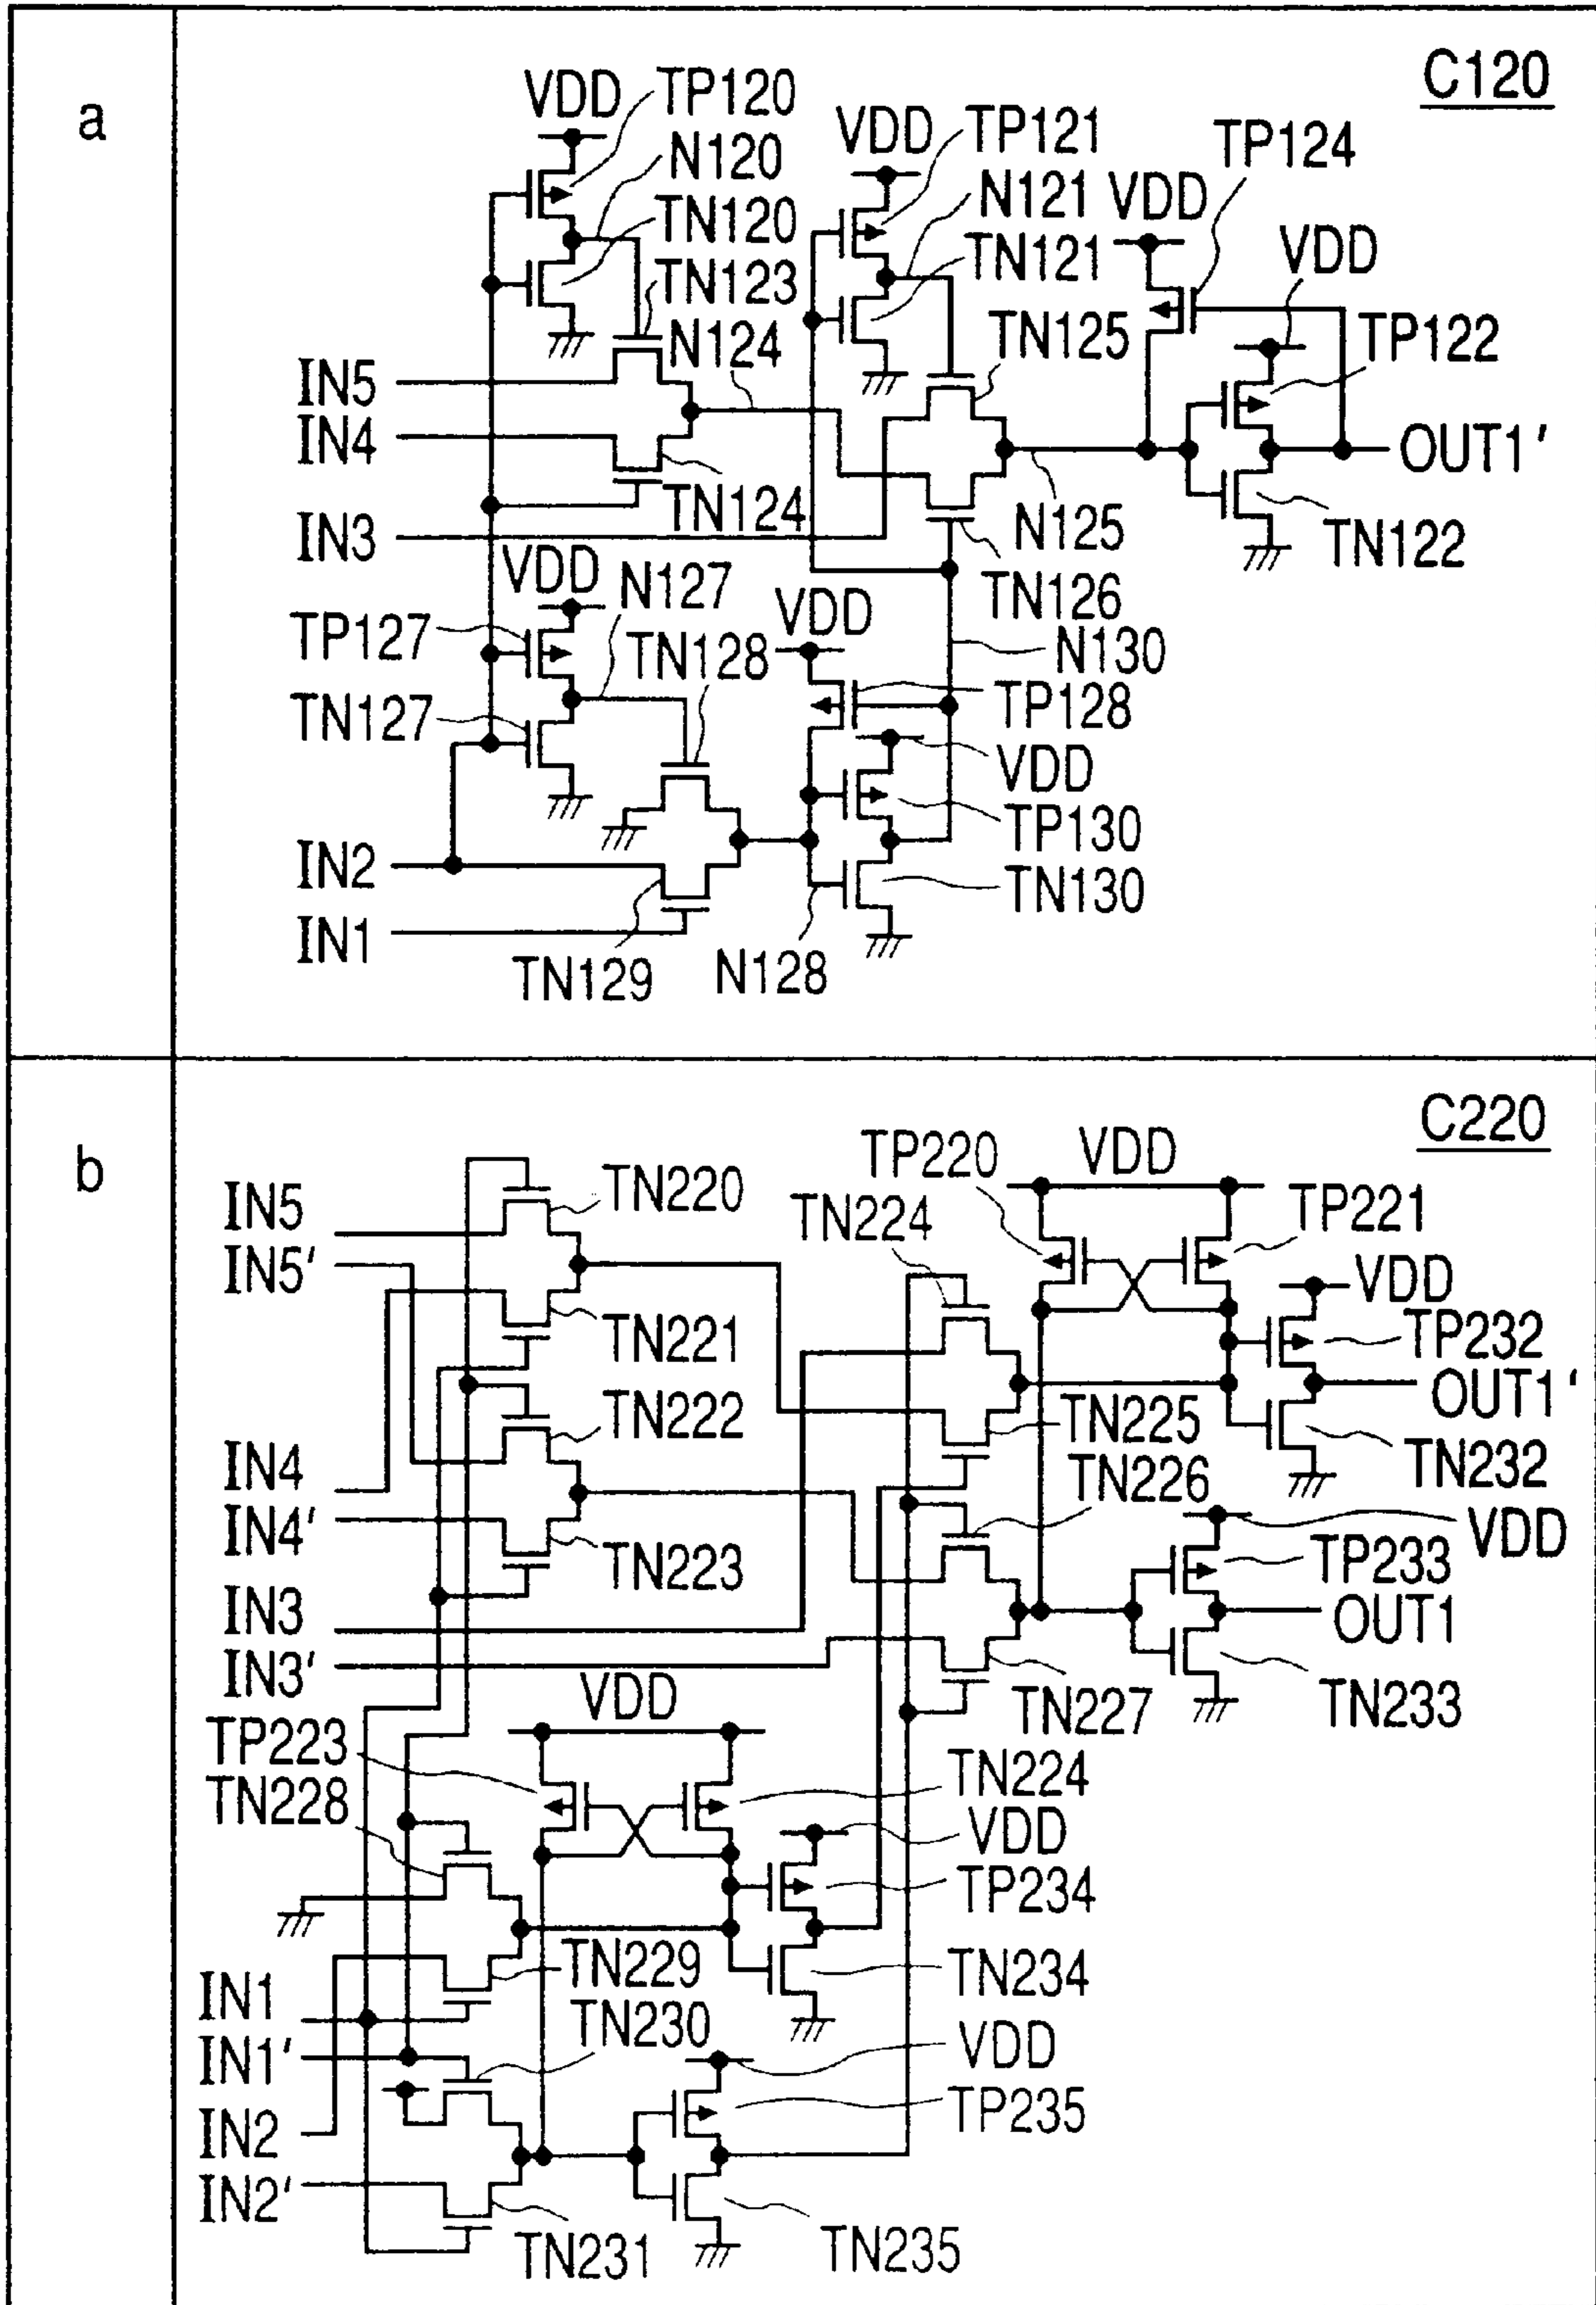 a
C120
VDD
TP120
N120
TN120
TN123
N124
VDD
TP121
N121
TN121
TN125
TP124
VDD
VDD
TP122
IN5
IN4
IN3
TN124
OUT1'
N125
TN122
TN126
N130
VDD
N127
TN128
TP127
TN127
VDD
TP128
VDD
TP130
TN130
IN2
IN1
TN129
N128
b
C220
IN5
IN5'
TN220
TN221
TN222
TP220
TN224
VDD
TP221
VDD
TP232
OUT1'
TN225
TN226
TN232
IN4
IN4'
TN223
IN3
IN3'
VDD
TP233
OUT1
TN233
TN227
VDD
TP223
TN228
TN224
VDD
TP234
TN234
TN229
TN230
IN1
IN1'
IN2
IN2'
VDD
TP235
TN231
TN235